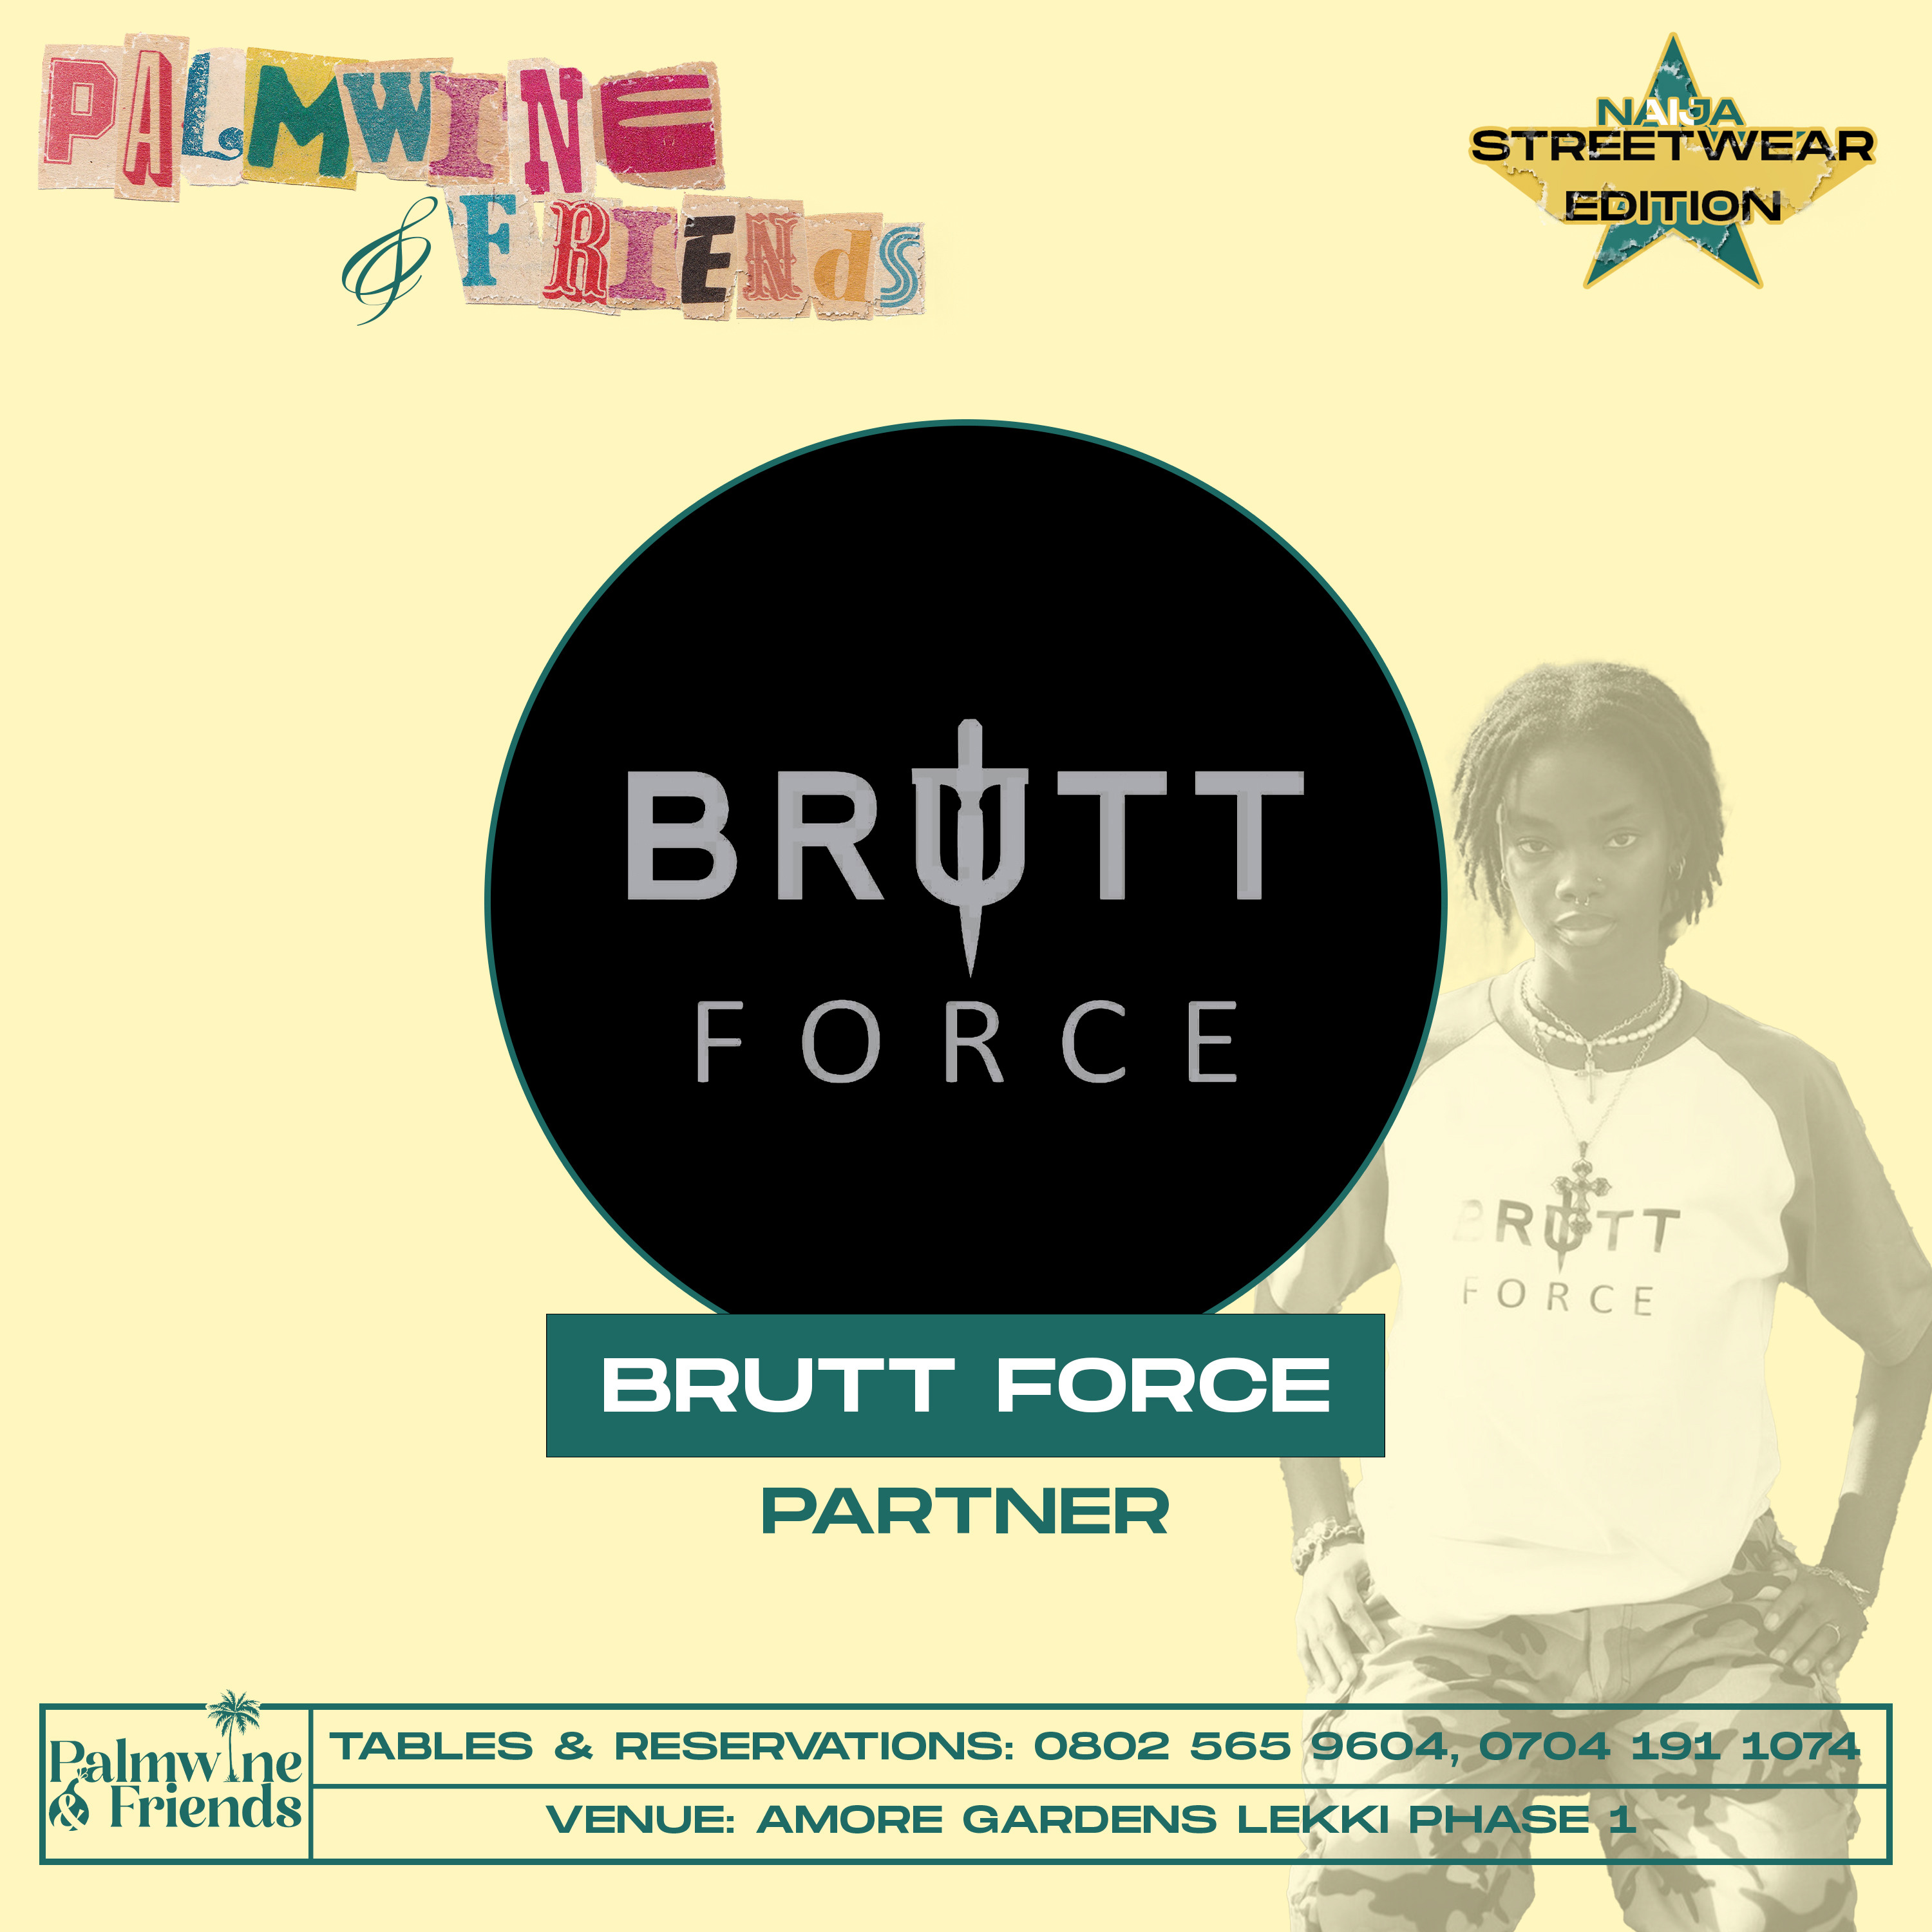 PALMWINE
& FRIENdS
NAIJA
STREETWEAR
EDITION
BRUTT
FORCE
BRUTT
FORCE
BRUTT FORCE
PARTNER
Palmwine
& Friends
TABLES & RESERVATIONS: 0802 565 9604, 0704 191 1074
VENUE: AMORE GARDENS LEKKI PHASE 1